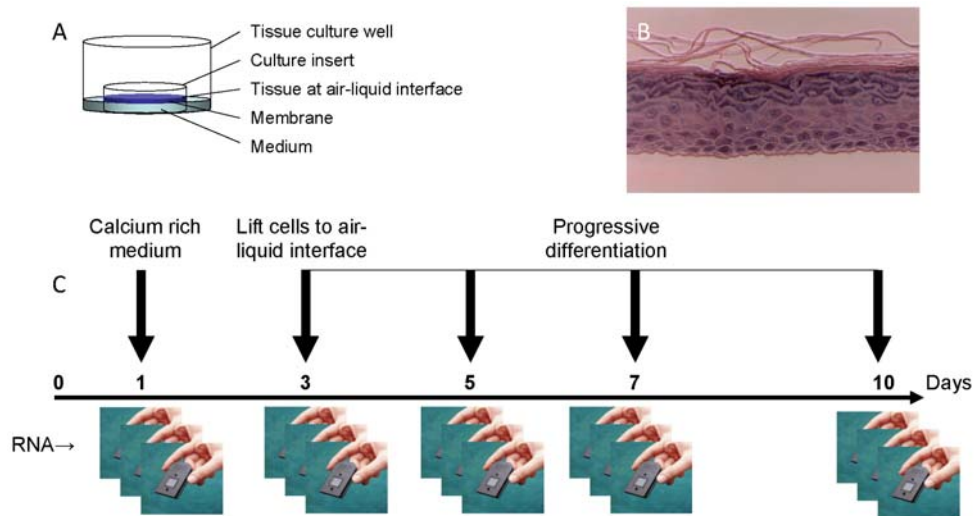 A
Tissue culture well
Culture insert
Tissue at air-liquid interface
Membrane
Medium
B
Calcium rich
medium
Lift cells to air-
liquid interface
Progressive
differentiation
C
0 1 3 5 7 10 Days
RNA→